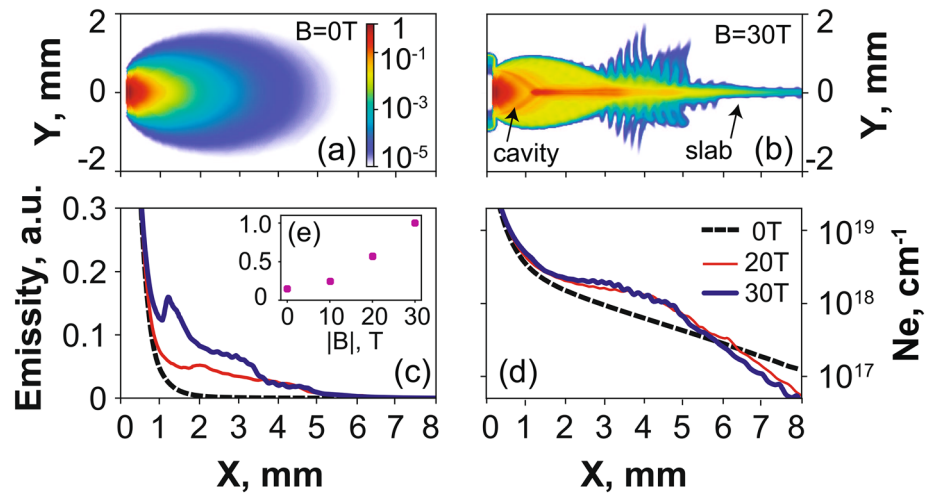 2
0
-2
Y, mm
B=0T
1
10-1
10-3
10-5
(a)
B=30T
cavity
slab
(b)
2
0
-2
Y, mm
0.3
0.2
0.1
0
Emissity, a.u.
(e)
1.0
0.5
0
0 10 20 30
|B|, T
(c)
0 1 2 3 4 5 6 7 8
X, mm
0T
20T
30T
(d)
10^19
10^18
10^17
Ne, cm-1
0 1 2 3 4 5 6 7 8
X, mm